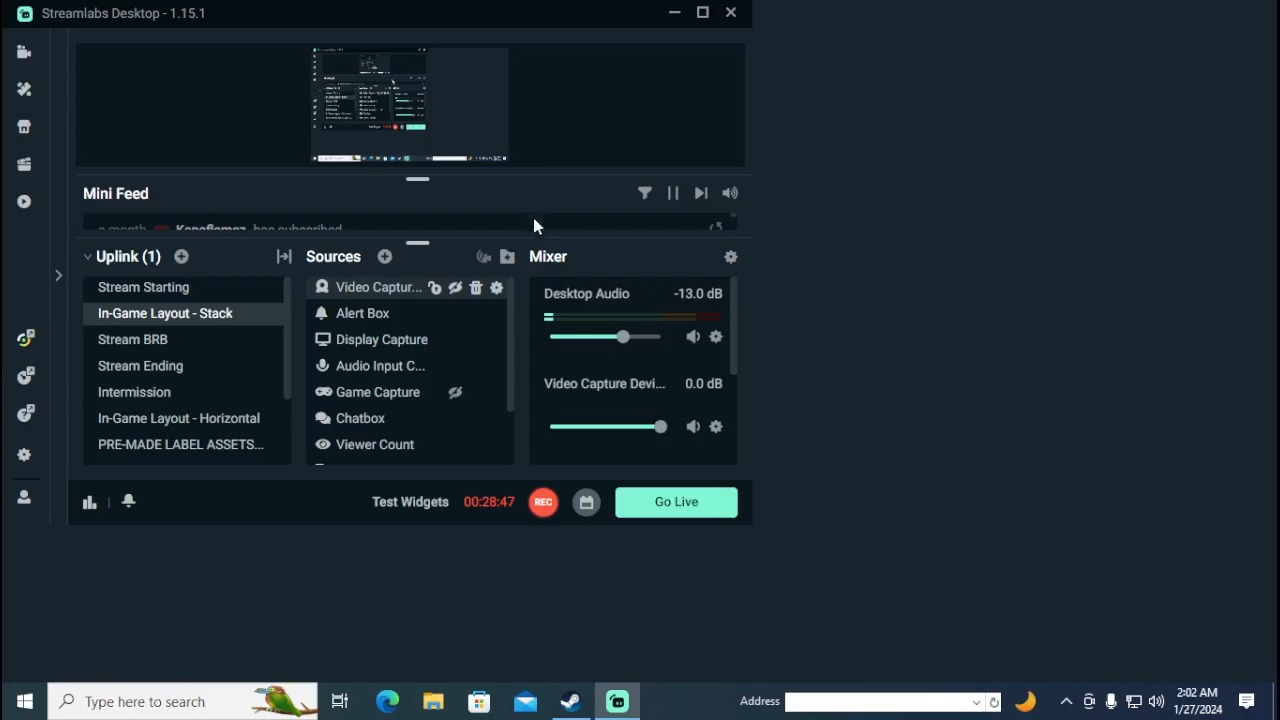 Streamlabs Desktop - 1.15.1
Mini Feed
a month Kenoflamez has subscribed
Uplink (1)
Sources
Mixer
Stream Starting
In-Game Layout - Stack
Stream BRB
Stream Ending
Intermission
In-Game Layout - Horizontal
PRE-MADE LABEL ASSETS...
Video Captur...
Alert Box
Display Capture
Audio Input C...
Game Capture
Chatbox
Viewer Count
Desktop Audio -13.0 dB
Video Capture Devi... 0.0 dB
Test Widgets 00:28:47 REC Go Live
Type here to search
Address
2:02 AM
1/27/2024